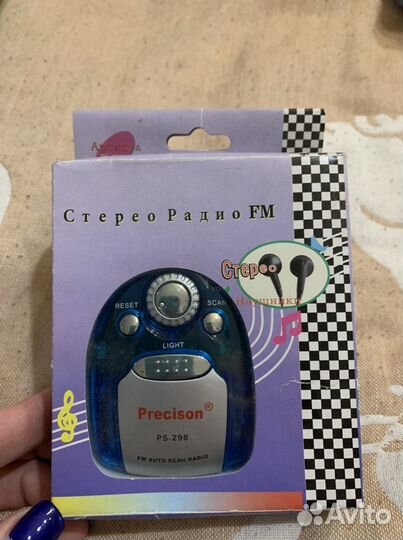 Стерео Радио FM
Стерео
Наушники
RESET
SCAN
LIGHT
Precison®
PS-298
FM AUTO SCAN RADIO
Avito